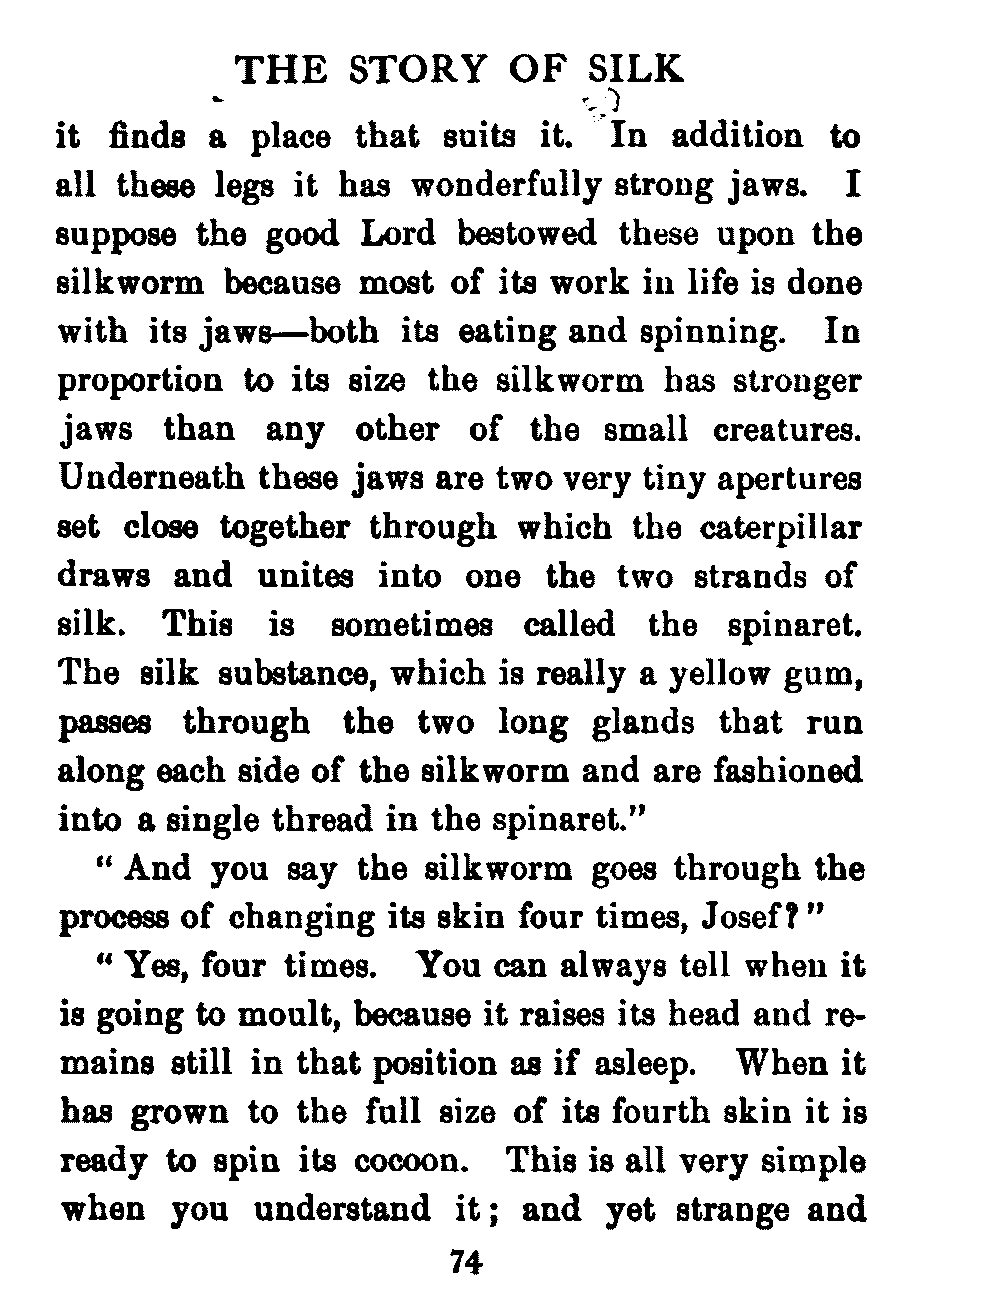 THE STORY OF SILK
it finds a place that suits it. In addition to
all these legs it has wonderfully strong jaws. I
suppose the good Lord bestowed these upon the
silkworm because most of its work in life is done
with its jaws—both its eating and spinning. In
proportion to its size the silkworm has stronger
jaws than any other of the small creatures.
Underneath these jaws are two very tiny apertures
set close together through which the caterpillar
draws and unites into one the two strands of
silk. This is sometimes called the spinaret.
The silk substance, which is really a yellow gum,
passes through the two long glands that run
along each side of the silkworm and are fashioned
into a single thread in the spinaret."
" And you say the silkworm goes through the
process of changing its skin four times, Josef? "
" Yes, four times. You can always tell when it
is going to moult, because it raises its head and re-
mains still in that position as if asleep. When it
has grown to the full size of its fourth skin it is
ready to spin its cocoon. This is all very simple
when you understand it; and yet strange and
74